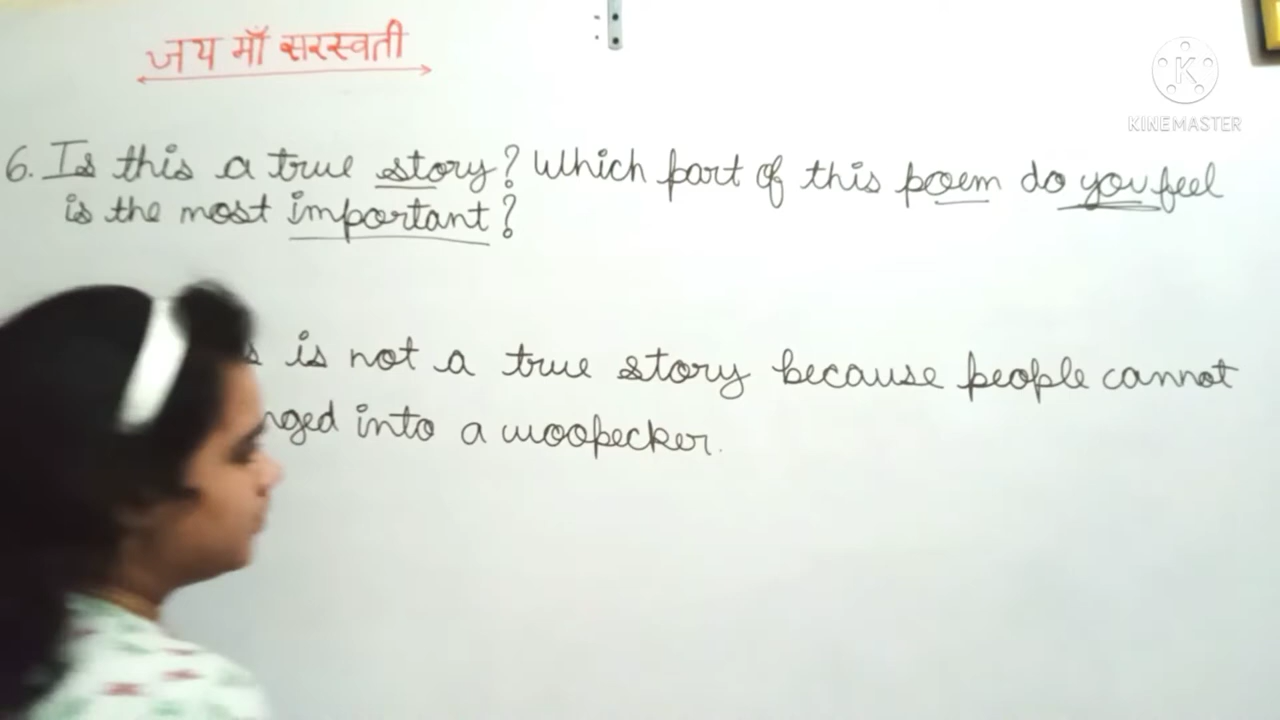 जय माँ सरस्वती
KINEMASTER
6. Is this a true story? Which part of this poem do you feel
is the most important?
is not a true story because people cannot
into a woopecker.